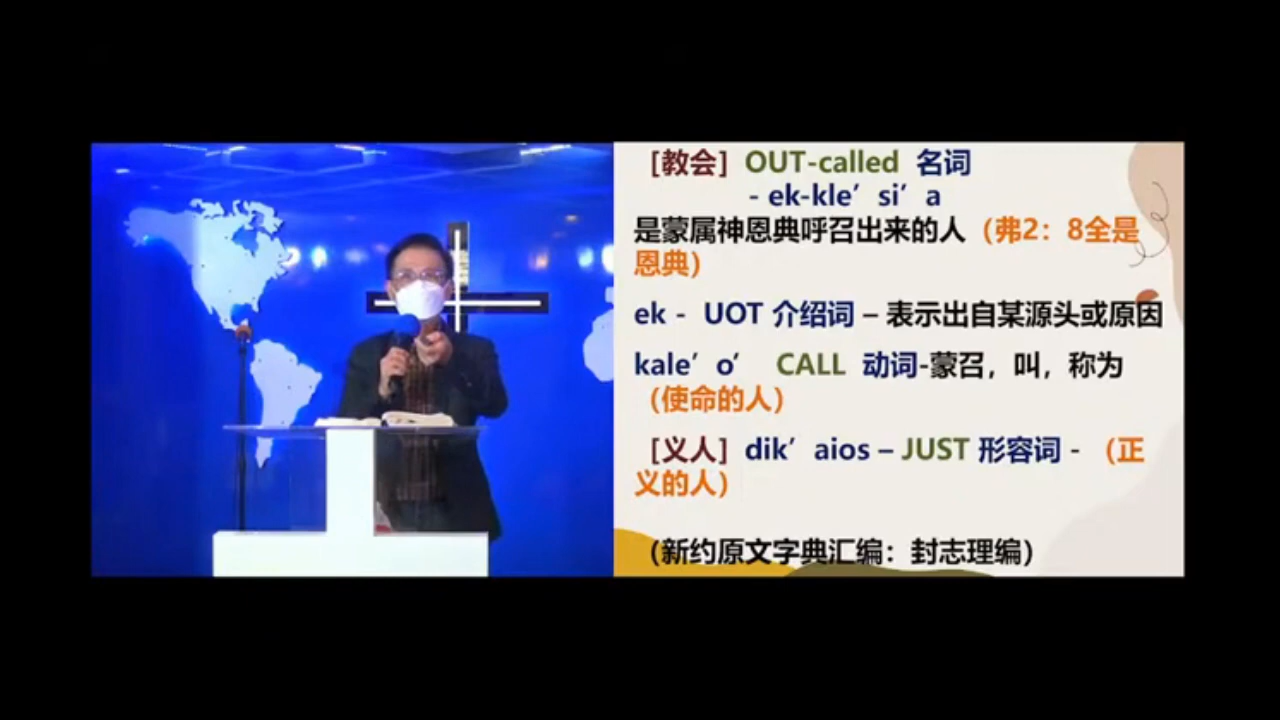 ［教会］OUT-called 名词
- ek-kle′si′a
是蒙属神恩典呼召出来的人（弗2：8全是
恩典）
ek - UOT 介绍词 – 表示出自某源头或原因
kale′o′ CALL 动词-蒙召，叫，称为
（使命的人）
［义人］dik′aios – JUST 形容词 - （正
义的人）
（新约原文字典汇编：封志理编）